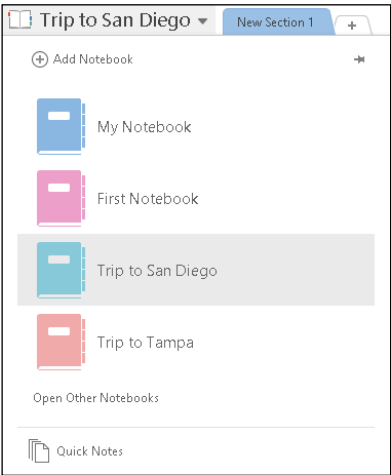 Trip to San Diego New Section 1 +
Add Notebook
My Notebook
First Notebook
Trip to San Diego
Trip to Tampa
Open Other Notebooks
Quick Notes